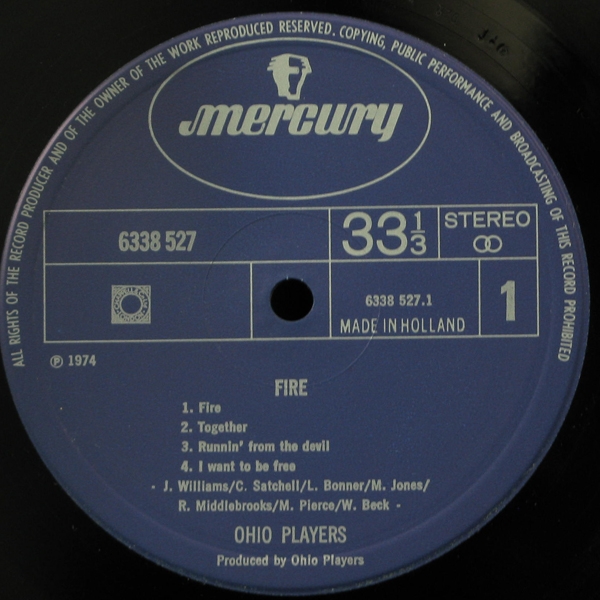 ALL RIGHTS OF THE RECORD PRODUCER AND OF THE OWNER OF THE WORK REPRODUCED RESERVED. COPYING, PUBLIC PERFORMANCE AND BROADCASTING OF THIS RECORD PROHIBITED
mercury
6338 527
33 1/3
STEREO
6338 527.1
MADE IN HOLLAND
1
℗ 1974
FIRE
1. Fire
2. Together
3. Runnin' from the devil
4. I want to be free
- J. Williams/C. Satchell/L. Bonner/M. Jones/
R. Middlebrooks/M. Pierce/W. Beck -
OHIO PLAYERS
Produced by Ohio Players